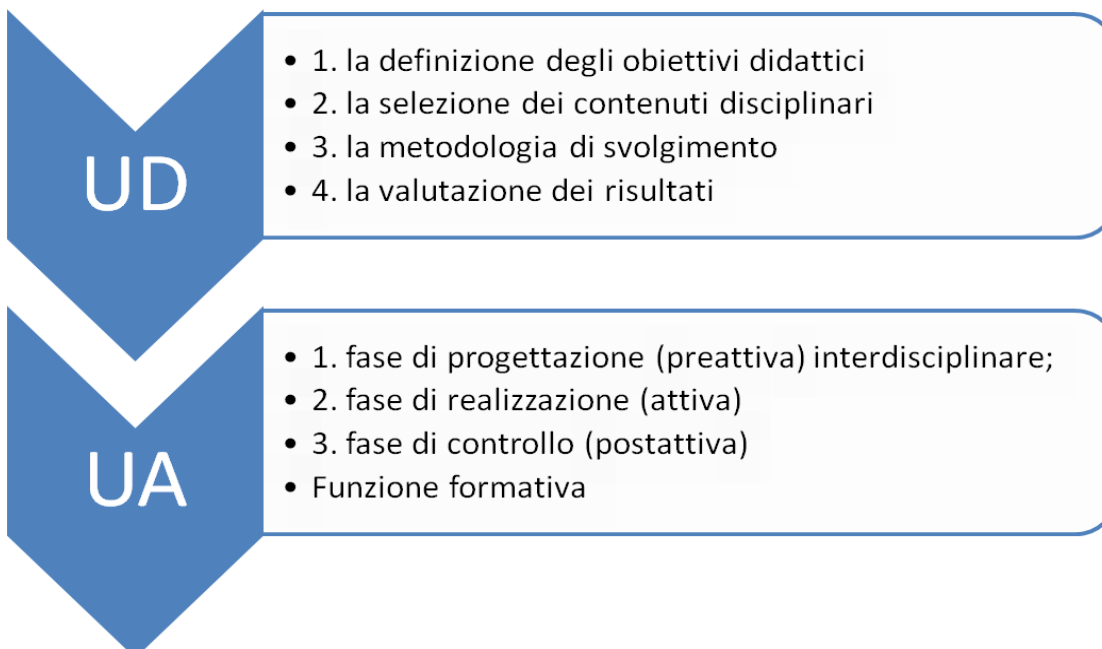 UD
• 1. la definizione degli obiettivi didattici
• 2. la selezione dei contenuti disciplinari
• 3. la metodologia di svolgimento
• 4. la valutazione dei risultati
UA
• 1. fase di progettazione (preattiva) interdisciplinare;
• 2. fase di realizzazione (attiva)
• 3. fase di controllo (postattiva)
• Funzione formativa